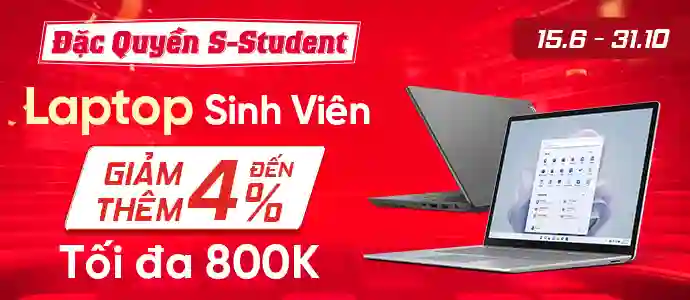 Đặc Quyền S-Student
15.6 - 31.10
Laptop Sinh Viên
GIẢM THÊM ĐẾN 4%
Tối đa 800K